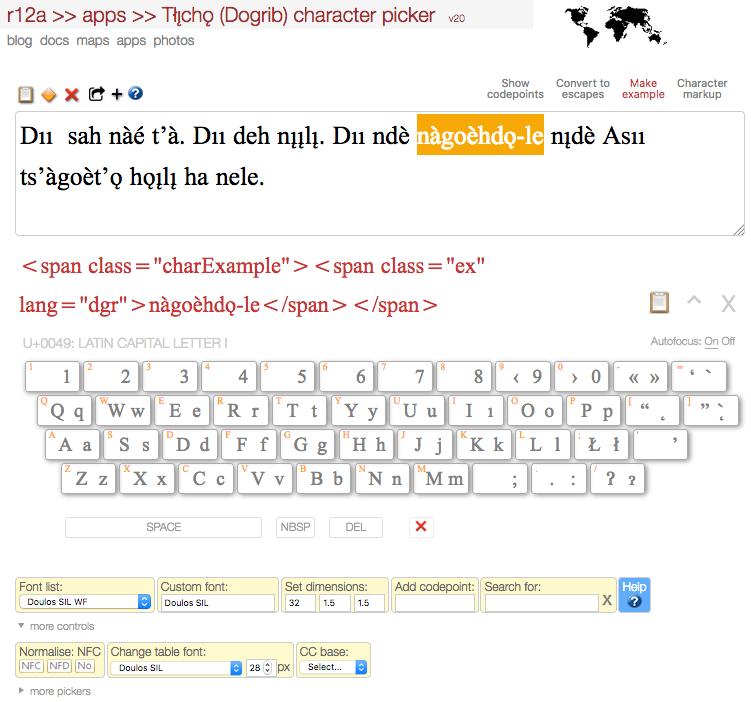 r12a >> apps >> Tłı̨chǫ (Dogrib) character picker v20
blog docs maps apps photos
Show codepoints
Convert to escapes
Make example
Character markup
Dıı  sah nàé t’à. Dıı deh nı̨ı̨lı̨. Dıı ndè nàgoèhdǫ-le nı̨dè Asıı
ts’àgoèt’ǫ hǫı̨lı̨ ha nele.
<span class="charExample"><span class="ex"
lang="dgr">nàgoèhdǫ-le</span></span>
U+0049: LATIN CAPITAL LETTER I
Autofocus: On Off
1 1 2 2 3 3 4 4 5 5 6 6 7 7 8 8 9 ‹ 9 0 › 0 - « » = ‘ `
Q Q q W W w E E e R R r T T t Y Y y U U u I I ı O O o P P p [ “ ˛ ] ” ˛̀
A A a S S s D D d F F f G G g H H h J J j K K k L L l ; Ł ł ' ’
Z Z z X X x C C c V V v B B b N N n M M m , ; . . : / ʔ ɂ
SPACE NBSP DEL
Font list: Custom font: Set dimensions: Add codepoint: Search for: Help
Doulos SIL WF Doulos SIL 32 1.5 1.5 X
more controls
Normalise: NFC Change table font: CC base:
NFC NFD No Doulos SIL 28 px Select...
more pickers